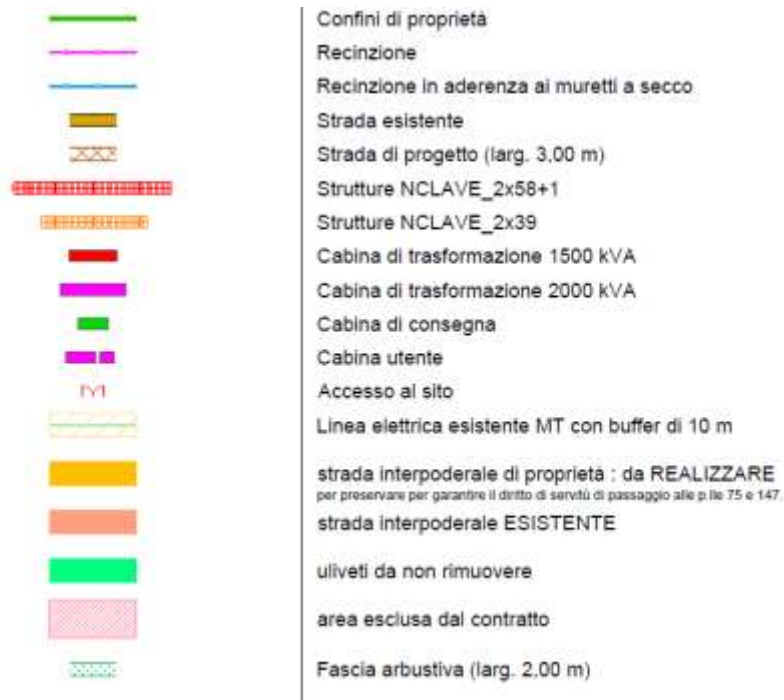 Confini di proprietà
Recinzione
Recinzione in aderenza ai muretti a secco
Strada esistente
Strada di progetto (larg. 3,00 m)
Strutture NCLAVE_2x58+1
Strutture NCLAVE_2x39
Cabina di trasformazione 1500 kVA
Cabina di trasformazione 2000 kVA
Cabina di consegna
Cabina utente
Accesso al sito
Linea elettrica esistente MT con buffer di 10 m
strada interpoderale di proprietà : da REALIZZARE
per preservare per garantire il diritto di servitù di passaggio alle p.lle 75 e 147.
strada interpoderale ESISTENTE
uliveti da non rimuovere
area esclusa dal contratto
Fascia arbustiva (larg. 2,00 m)